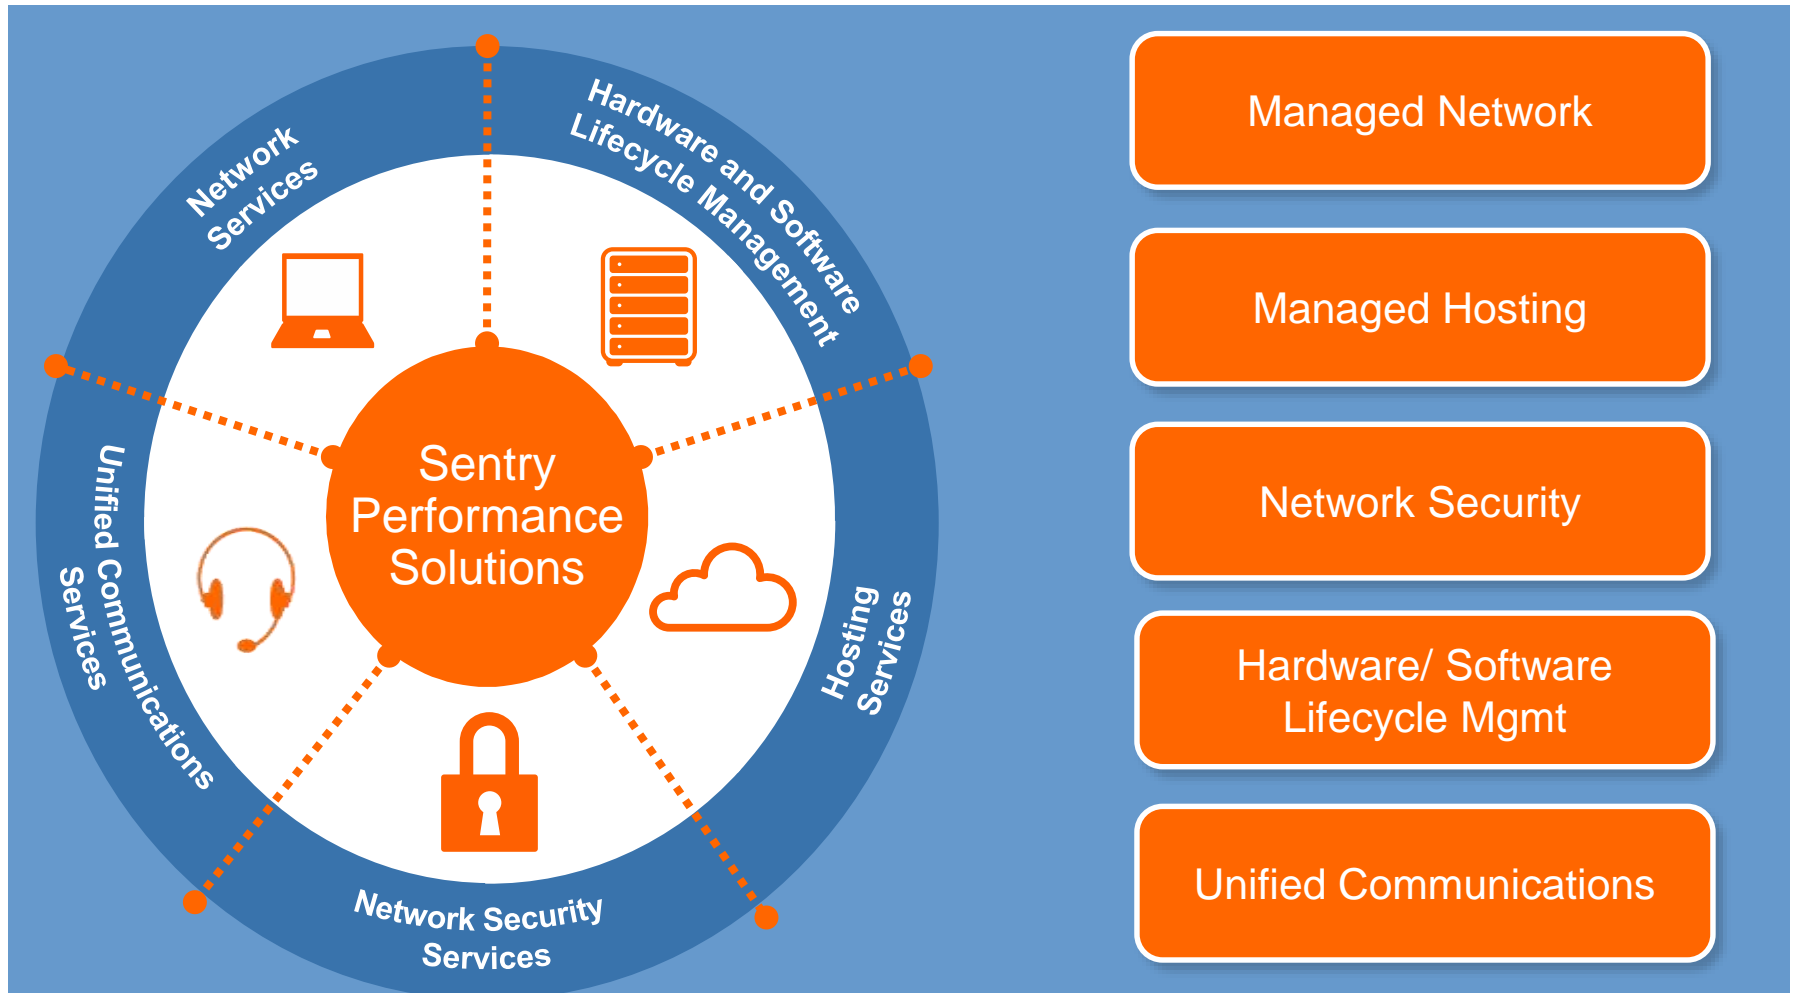 Network
Services
Hardware and Software
Lifecycle Management
Unified Communications
Services
Sentry
Performance
Solutions
Hosting
Services
Network Security
Services
Managed Network
Managed Hosting
Network Security
Hardware/ Software
Lifecycle Mgmt
Unified Communications